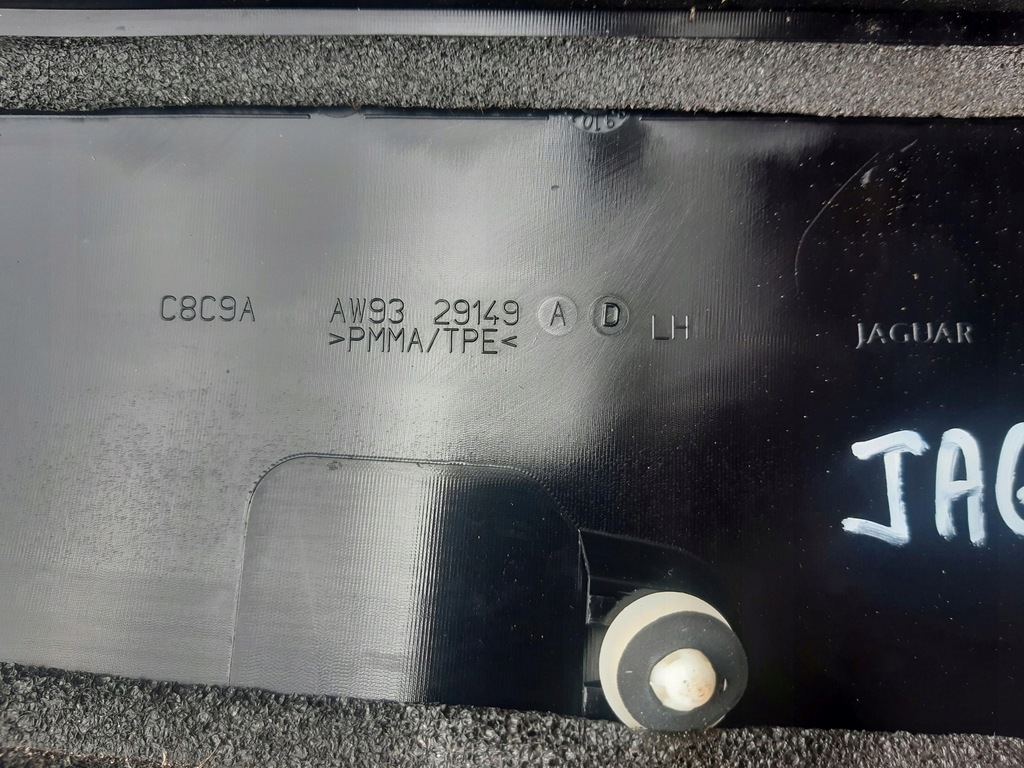 C8C9A AW93 29149 A D LH
>PMMA/TPE<
JAGUAR
JAG